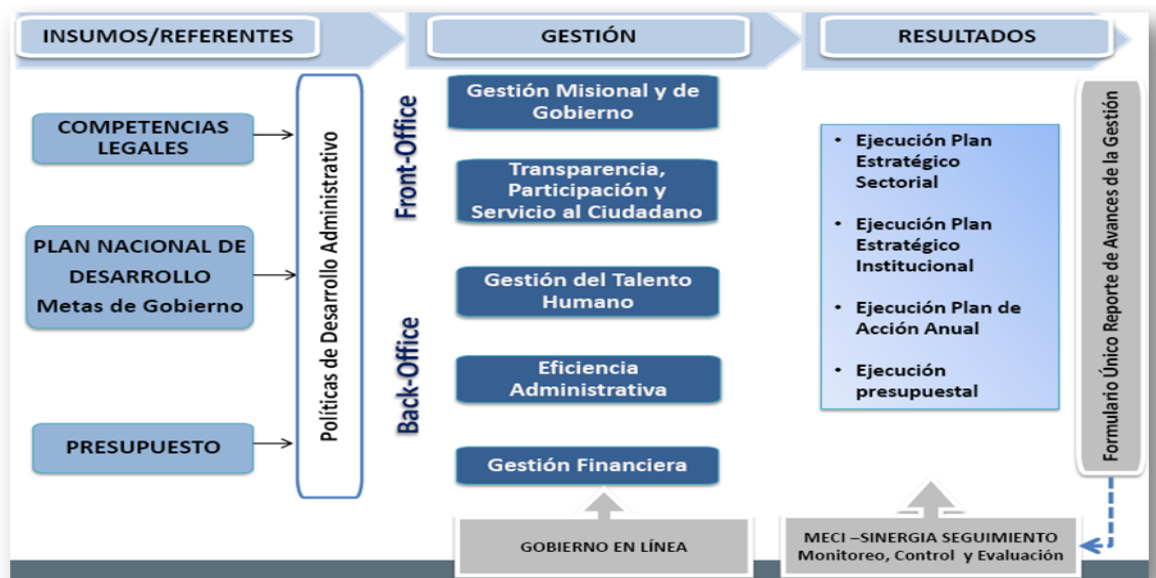 INSUMOS/REFERENTES
GESTIÓN
RESULTADOS
COMPETENCIAS
LEGALES
PLAN NACIONAL DE
DESARROLLO
Metas de Gobierno
PRESUPUESTO
Políticas de Desarrollo Administrativo
Front-Office
Back-Office
Gestión Misional y de
Gobierno
Transparencia,
Participación y
Servicio al Ciudadano
Gestión del Talento
Humano
Eficiencia
Administrativa
Gestión Financiera
GOBIERNO EN LÍNEA
• Ejecución Plan
Estratégico
Sectorial
• Ejecución Plan
Estratégico
Institucional
• Ejecución Plan de
Acción Anual
• Ejecución
presupuestal
MECI –SINERGIA SEGUIMIENTO
Monitoreo, Control y Evaluación
Formulario Único Reporte de Avances de la Gestión